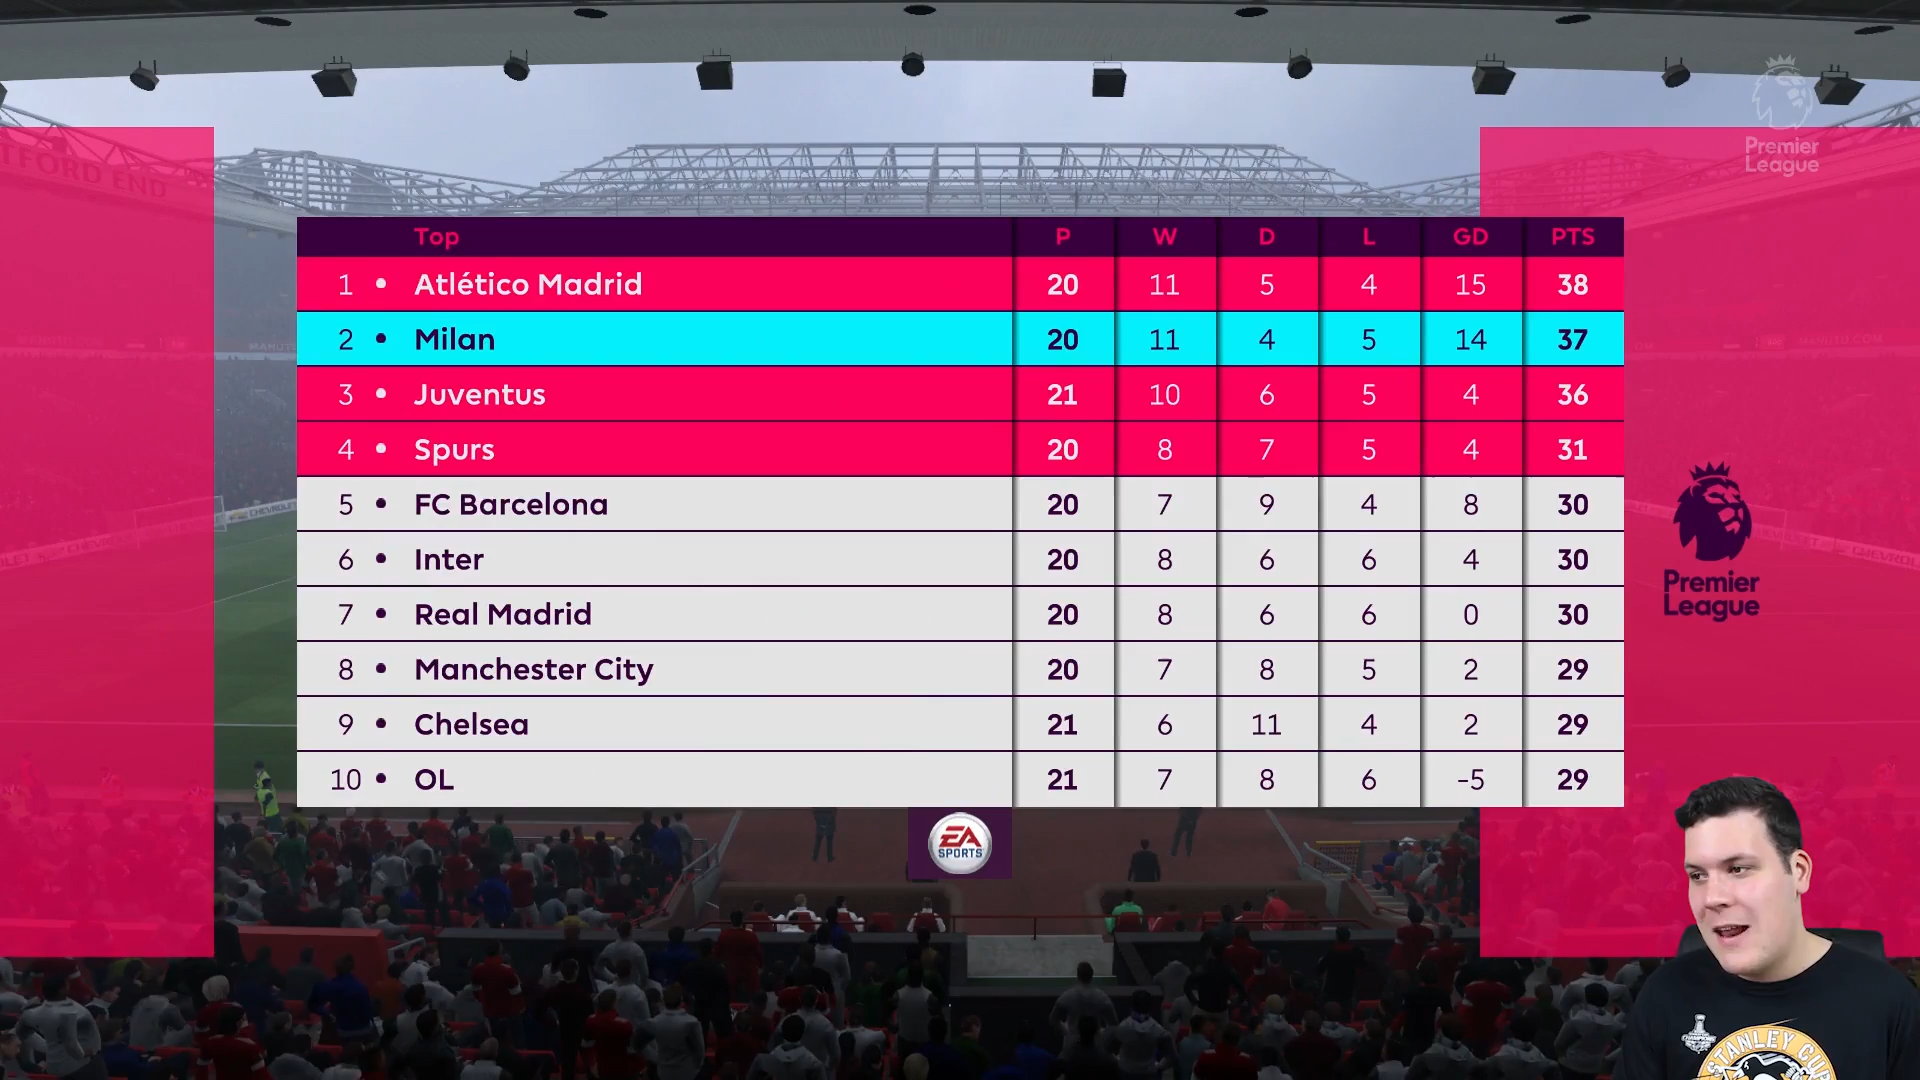 Premier
League
TFORD END
Top P W D L GD PTS
1 • Atlético Madrid 20 11 5 4 15 38
2 • Milan 20 11 4 5 14 37
3 • Juventus 21 10 6 5 4 36
4 • Spurs 20 8 7 5 4 31
5 • FC Barcelona 20 7 9 4 8 30
6 • Inter 20 8 6 6 4 30
7 • Real Madrid 20 8 6 6 0 30
8 • Manchester City 20 7 8 5 2 29
9 • Chelsea 21 6 11 4 2 29
10 • OL 21 7 8 6 -5 29
Premier
League
EA
SPORTS
STANLEY CUP